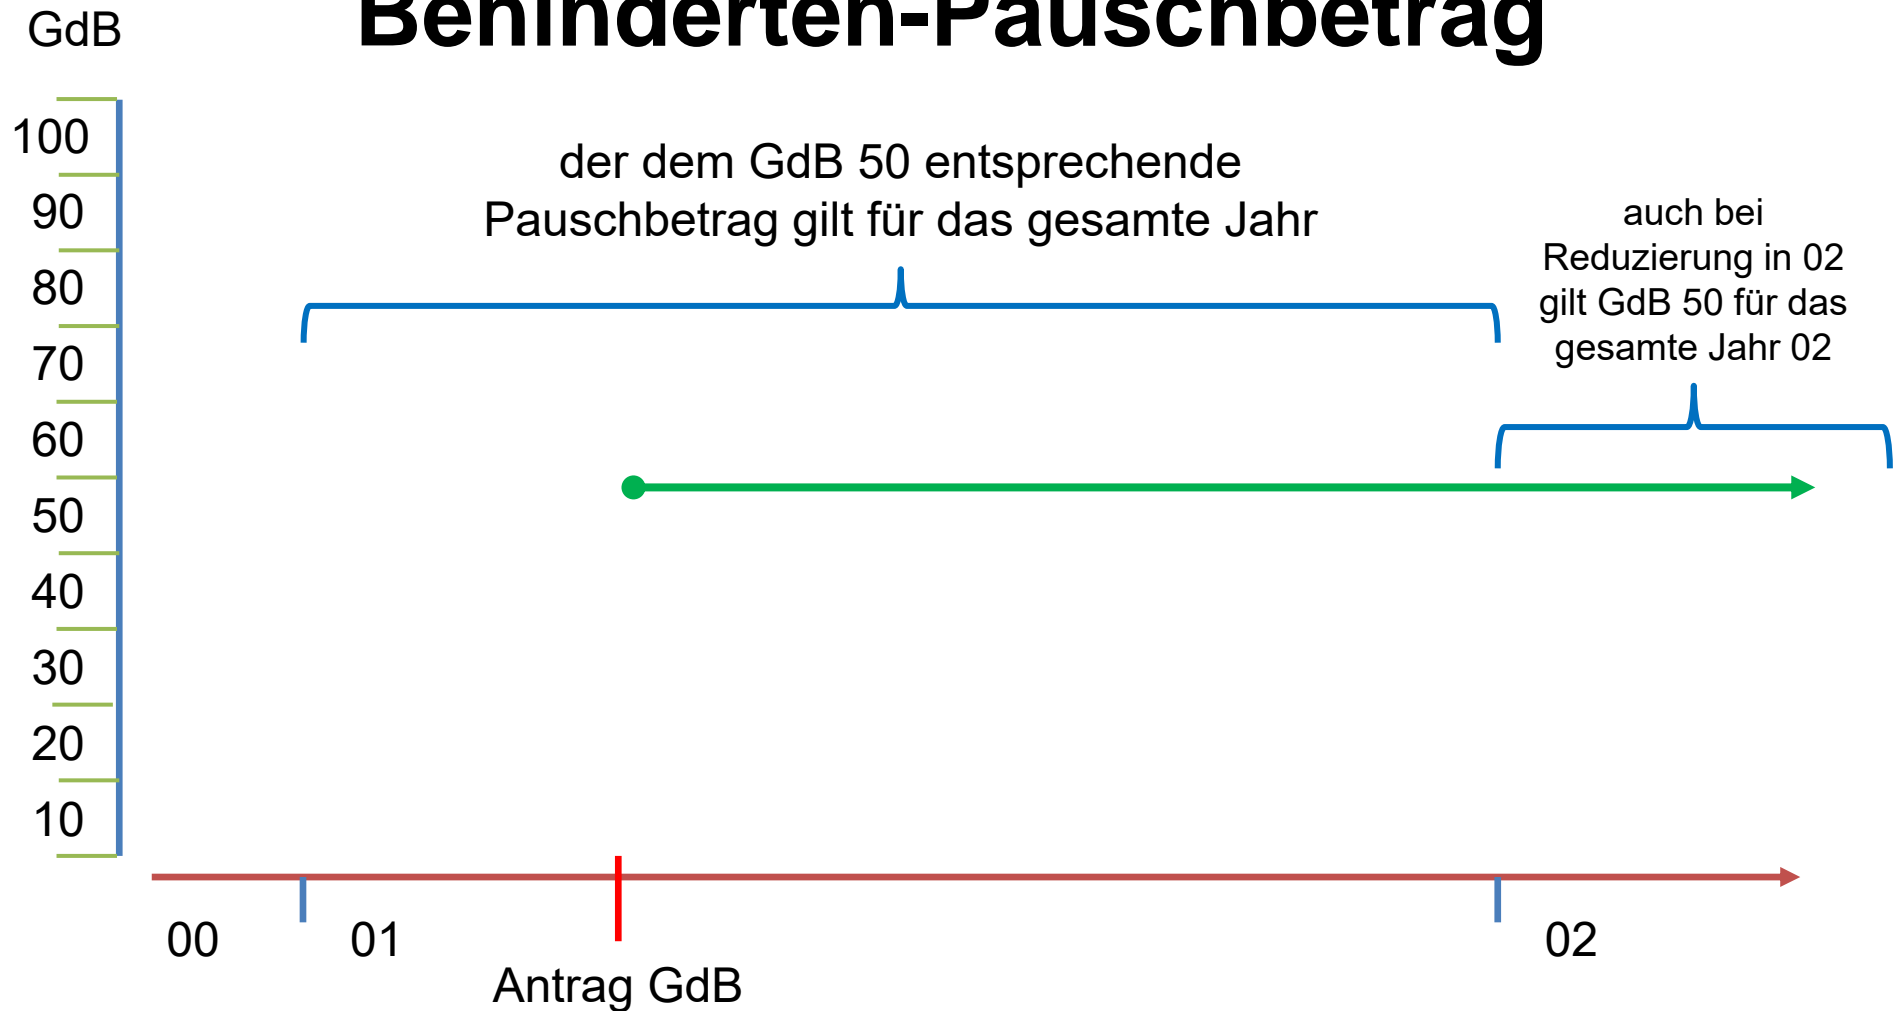 Behinderten-Pauschbetrag
GdB
100
90
80
70
60
50
40
30
20
10
der dem GdB 50 entsprechende
Pauschbetrag gilt für das gesamte Jahr
auch bei
Reduzierung in 02
gilt GdB 50 für das
gesamte Jahr 02
00
01
02
Antrag GdB